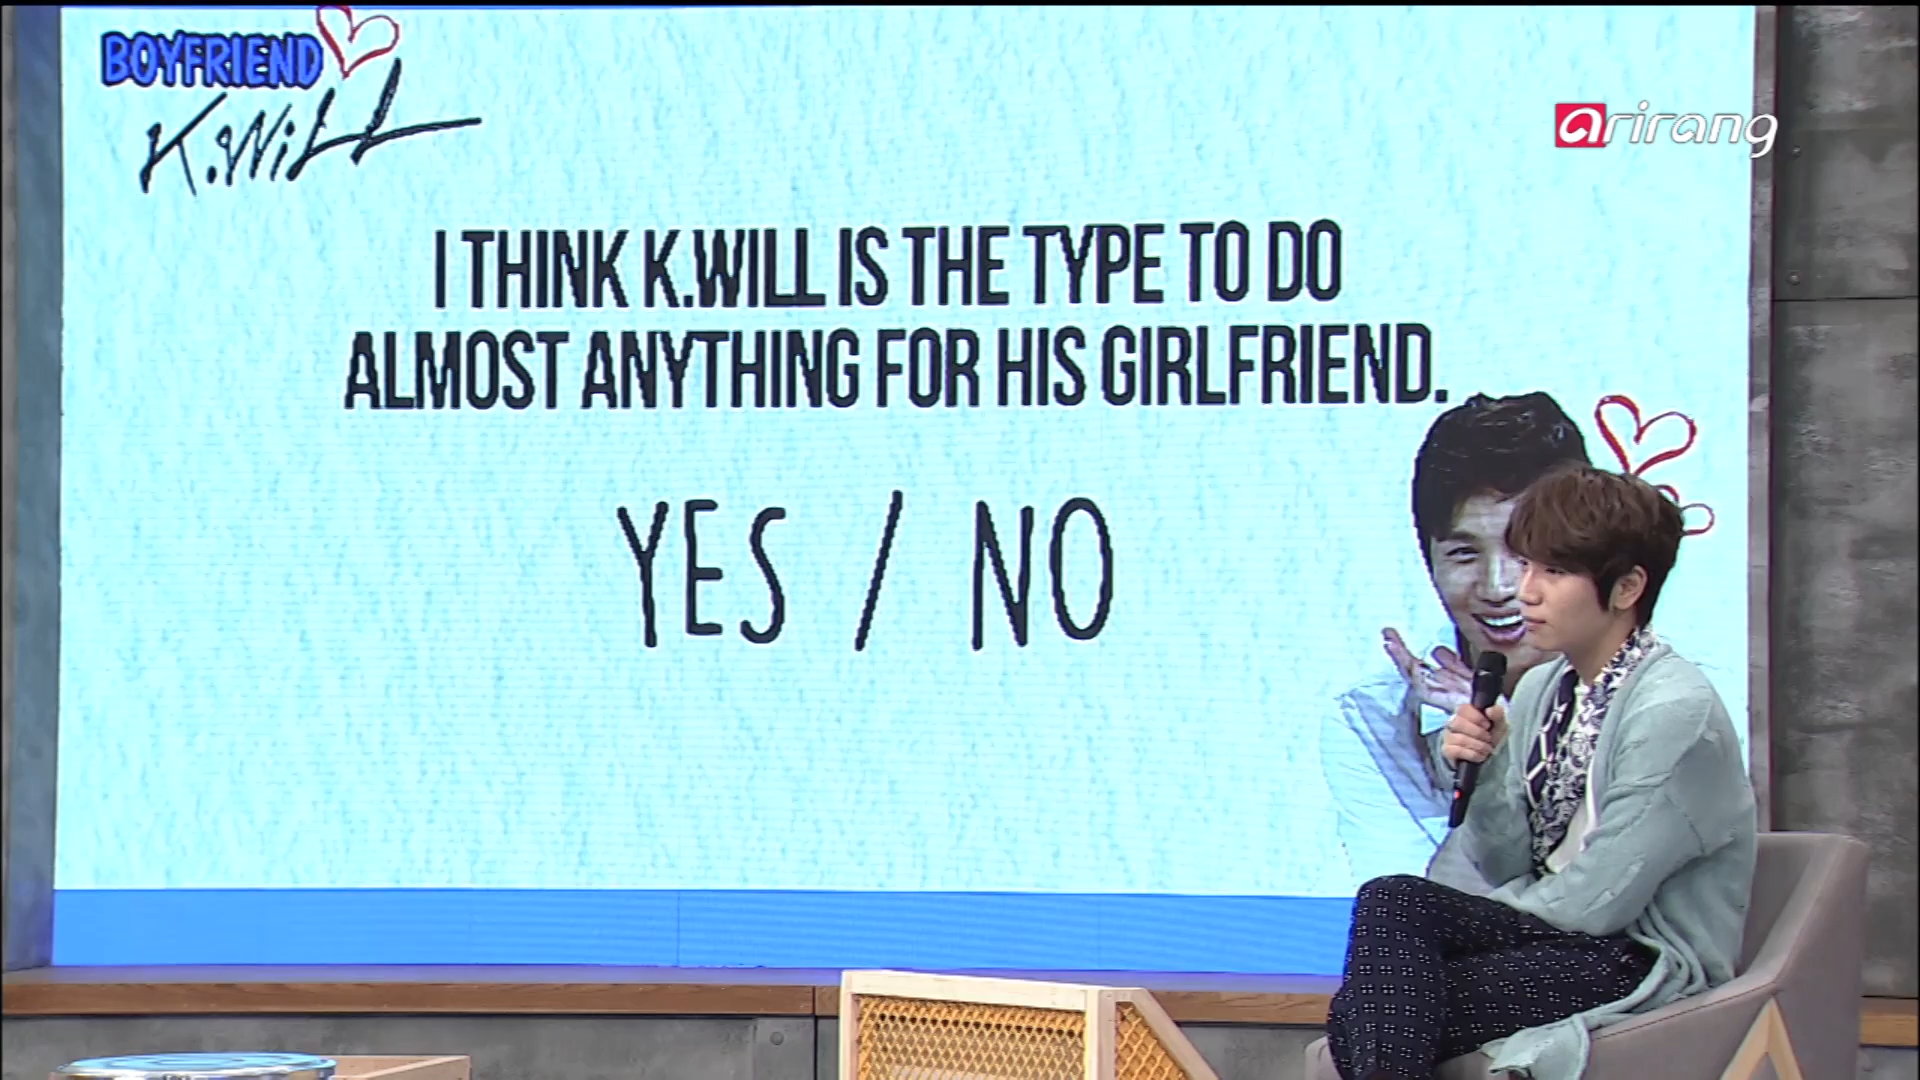 BOYFRIEND
K.WILL
arirang
I THINK K.WILL IS THE TYPE TO DO
ALMOST ANYTHING FOR HIS GIRLFRIEND.
YES / NO